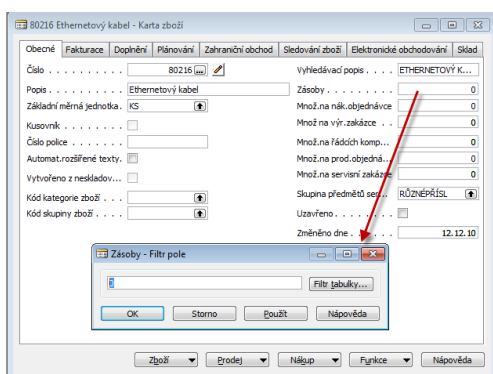 80216 Ethernetový kabel - Karta zboží
Obecné Fakturace Doplnění Plánování Zahraniční obchod Sledování zboží Elektronické obchodování Sklad
Číslo . . . . . . . . . . 80216 Vyhledávací popis . . . . ETHERNETOVÝ K...
Popis. . . . . . . . . . Ethernetový kabel Zásoby . . . . . . . . . 0
Základní měrná jednotka. KS Množ.na nák.objednávce 0
Kusovník . . . . . . . . Množ na výr.zakázce . . 0
Číslo police . . . . . . . Množ.na řádcích komp... 0
Automat.rozšířené texty. Množ.na prod.objedná... 0
Vytvořeno z neskladov... Množ.na servisní zakázce 0
Kód kategorie zboží . . . Skupina předmětů ser... RŮZNÉPŘÍSL
Kód skupiny zboží . . . . Uzavřeno. . . . . . . .
Změněno dne . . . . . . 12. 12. 10
Zásoby - Filtr pole
Filtr tabulky...
OK Storno Použít Nápověda
Zboží Prodej Nákup Funkce Nápověda